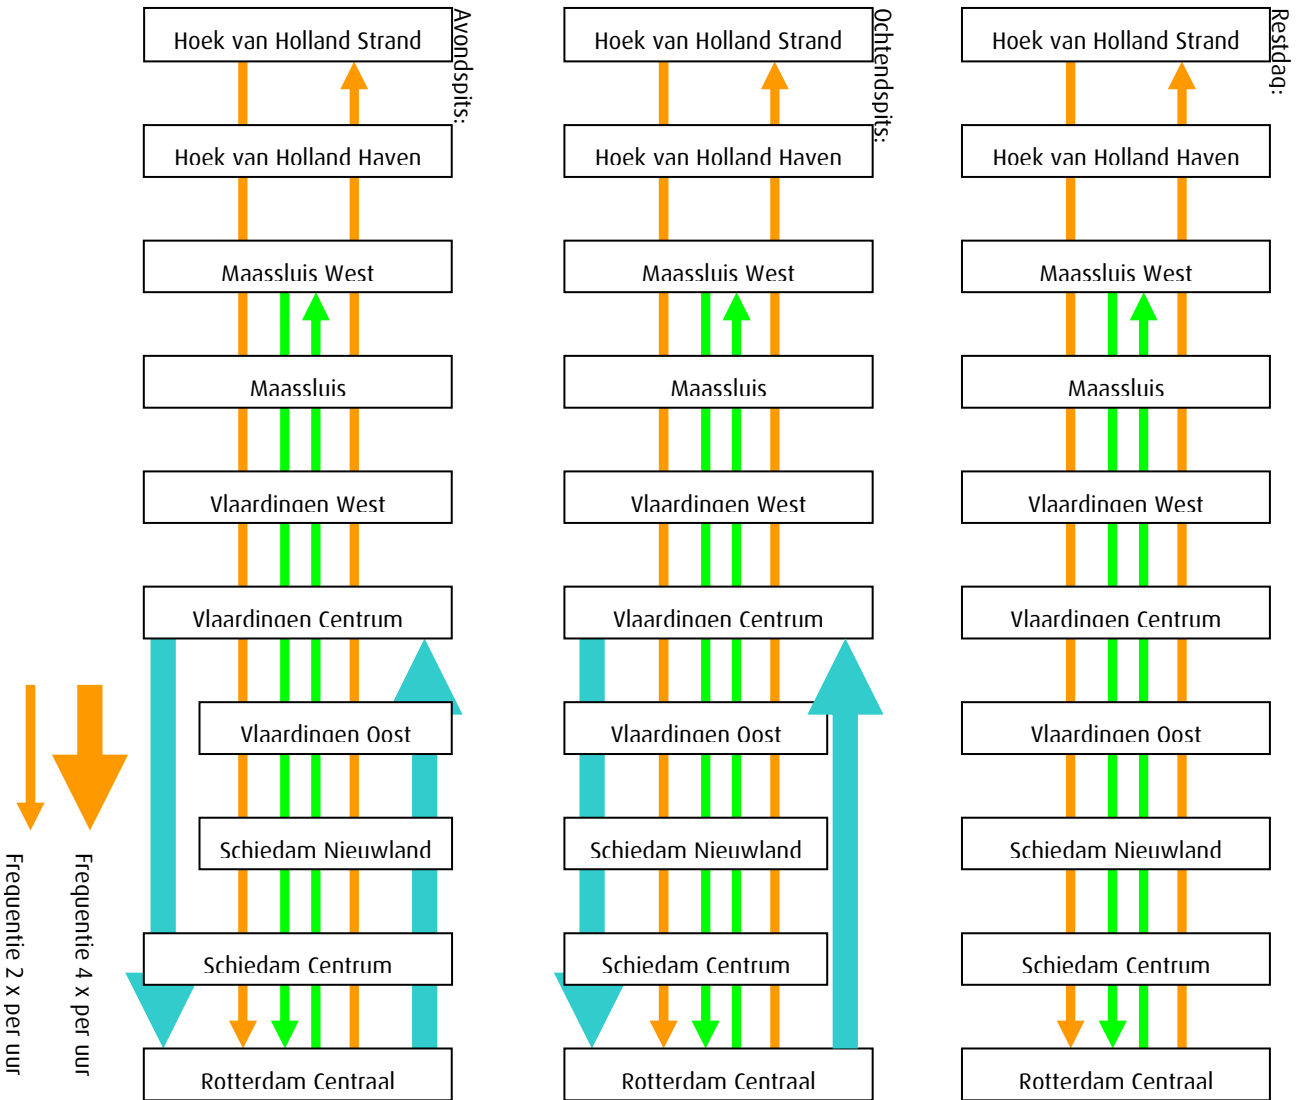 Avondspits:
Hoek van Holland Strand
Hoek van Holland Haven
Maassluis West
Maassluis
Vlaardingen West
Vlaardingen Centrum
Vlaardingen Oost
Schiedam Nieuwland
Schiedam Centrum
Rotterdam Centraal
Ochtendspits:
Hoek van Holland Strand
Hoek van Holland Haven
Maassluis West
Maassluis
Vlaardingen West
Vlaardingen Centrum
Vlaardingen Oost
Schiedam Nieuwland
Schiedam Centrum
Rotterdam Centraal
Restdag:
Hoek van Holland Strand
Hoek van Holland Haven
Maassluis West
Maassluis
Vlaardingen West
Vlaardingen Centrum
Vlaardingen Oost
Schiedam Nieuwland
Schiedam Centrum
Rotterdam Centraal
Frequentie 4 x per uur
Frequentie 2 x per uur